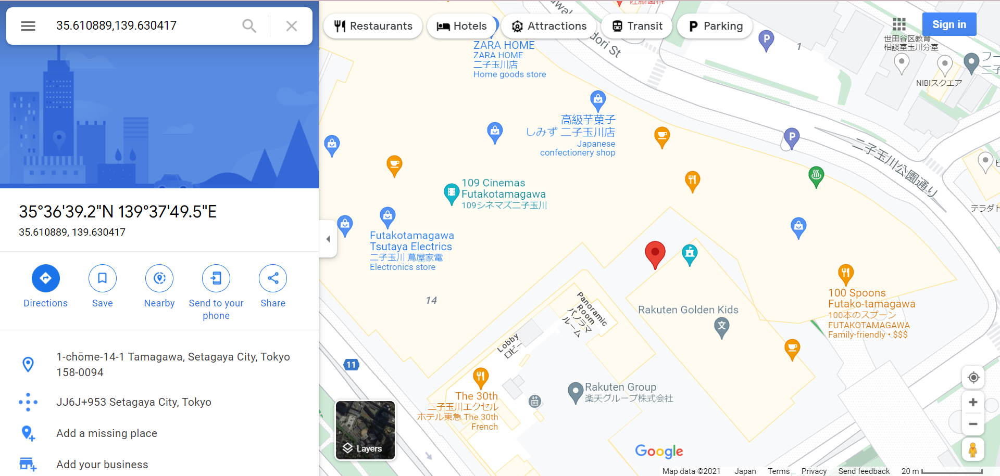 35.610889,139.630417
35°36'39.2"N 139°37'49.5"E
35.610889, 139.630417
Directions
Save
Nearby
Send to your
phone
Share
1-chōme-14-1 Tamagawa, Setagaya City, Tokyo
158-0094
JJ6J+953 Setagaya City, Tokyo
Add a missing place
Add your business
Restaurants
Hotels
Attractions
Transit
Parking
Sign in
佐藤歯科
dori St
ZARA HOME
ZARA HOME
二子玉川店
Home goods store
P
1
世田谷区教育
相談室玉川分室
NIBIスクエア
高級芋菓子
しみず 二子玉川店
Japanese
confectionery shop
P
二子玉川公園通り
テラダ
109 Cinemas
Futakotamagawa
109シネマズ二子玉川
Futakotamagawa
Tsutaya Electrics
二子玉川 蔦屋家電
Electronics store
14
Panoramic
Room
パノラマ
ルーム
Lobby
ロビー
Rakuten Golden Kids
文
100 Spoons
Futako-tamagawa
100本のスプーン
FUTAKOTAMAGAWA
Family-friendly • $$$
11
The 30th
二子玉川エクセル
ホテル東急 The 30th
French
Rakuten Group
楽天グループ株式会社
Layers
Google
Map data ©2021
Japan
Terms
Privacy
Send feedback
20 m